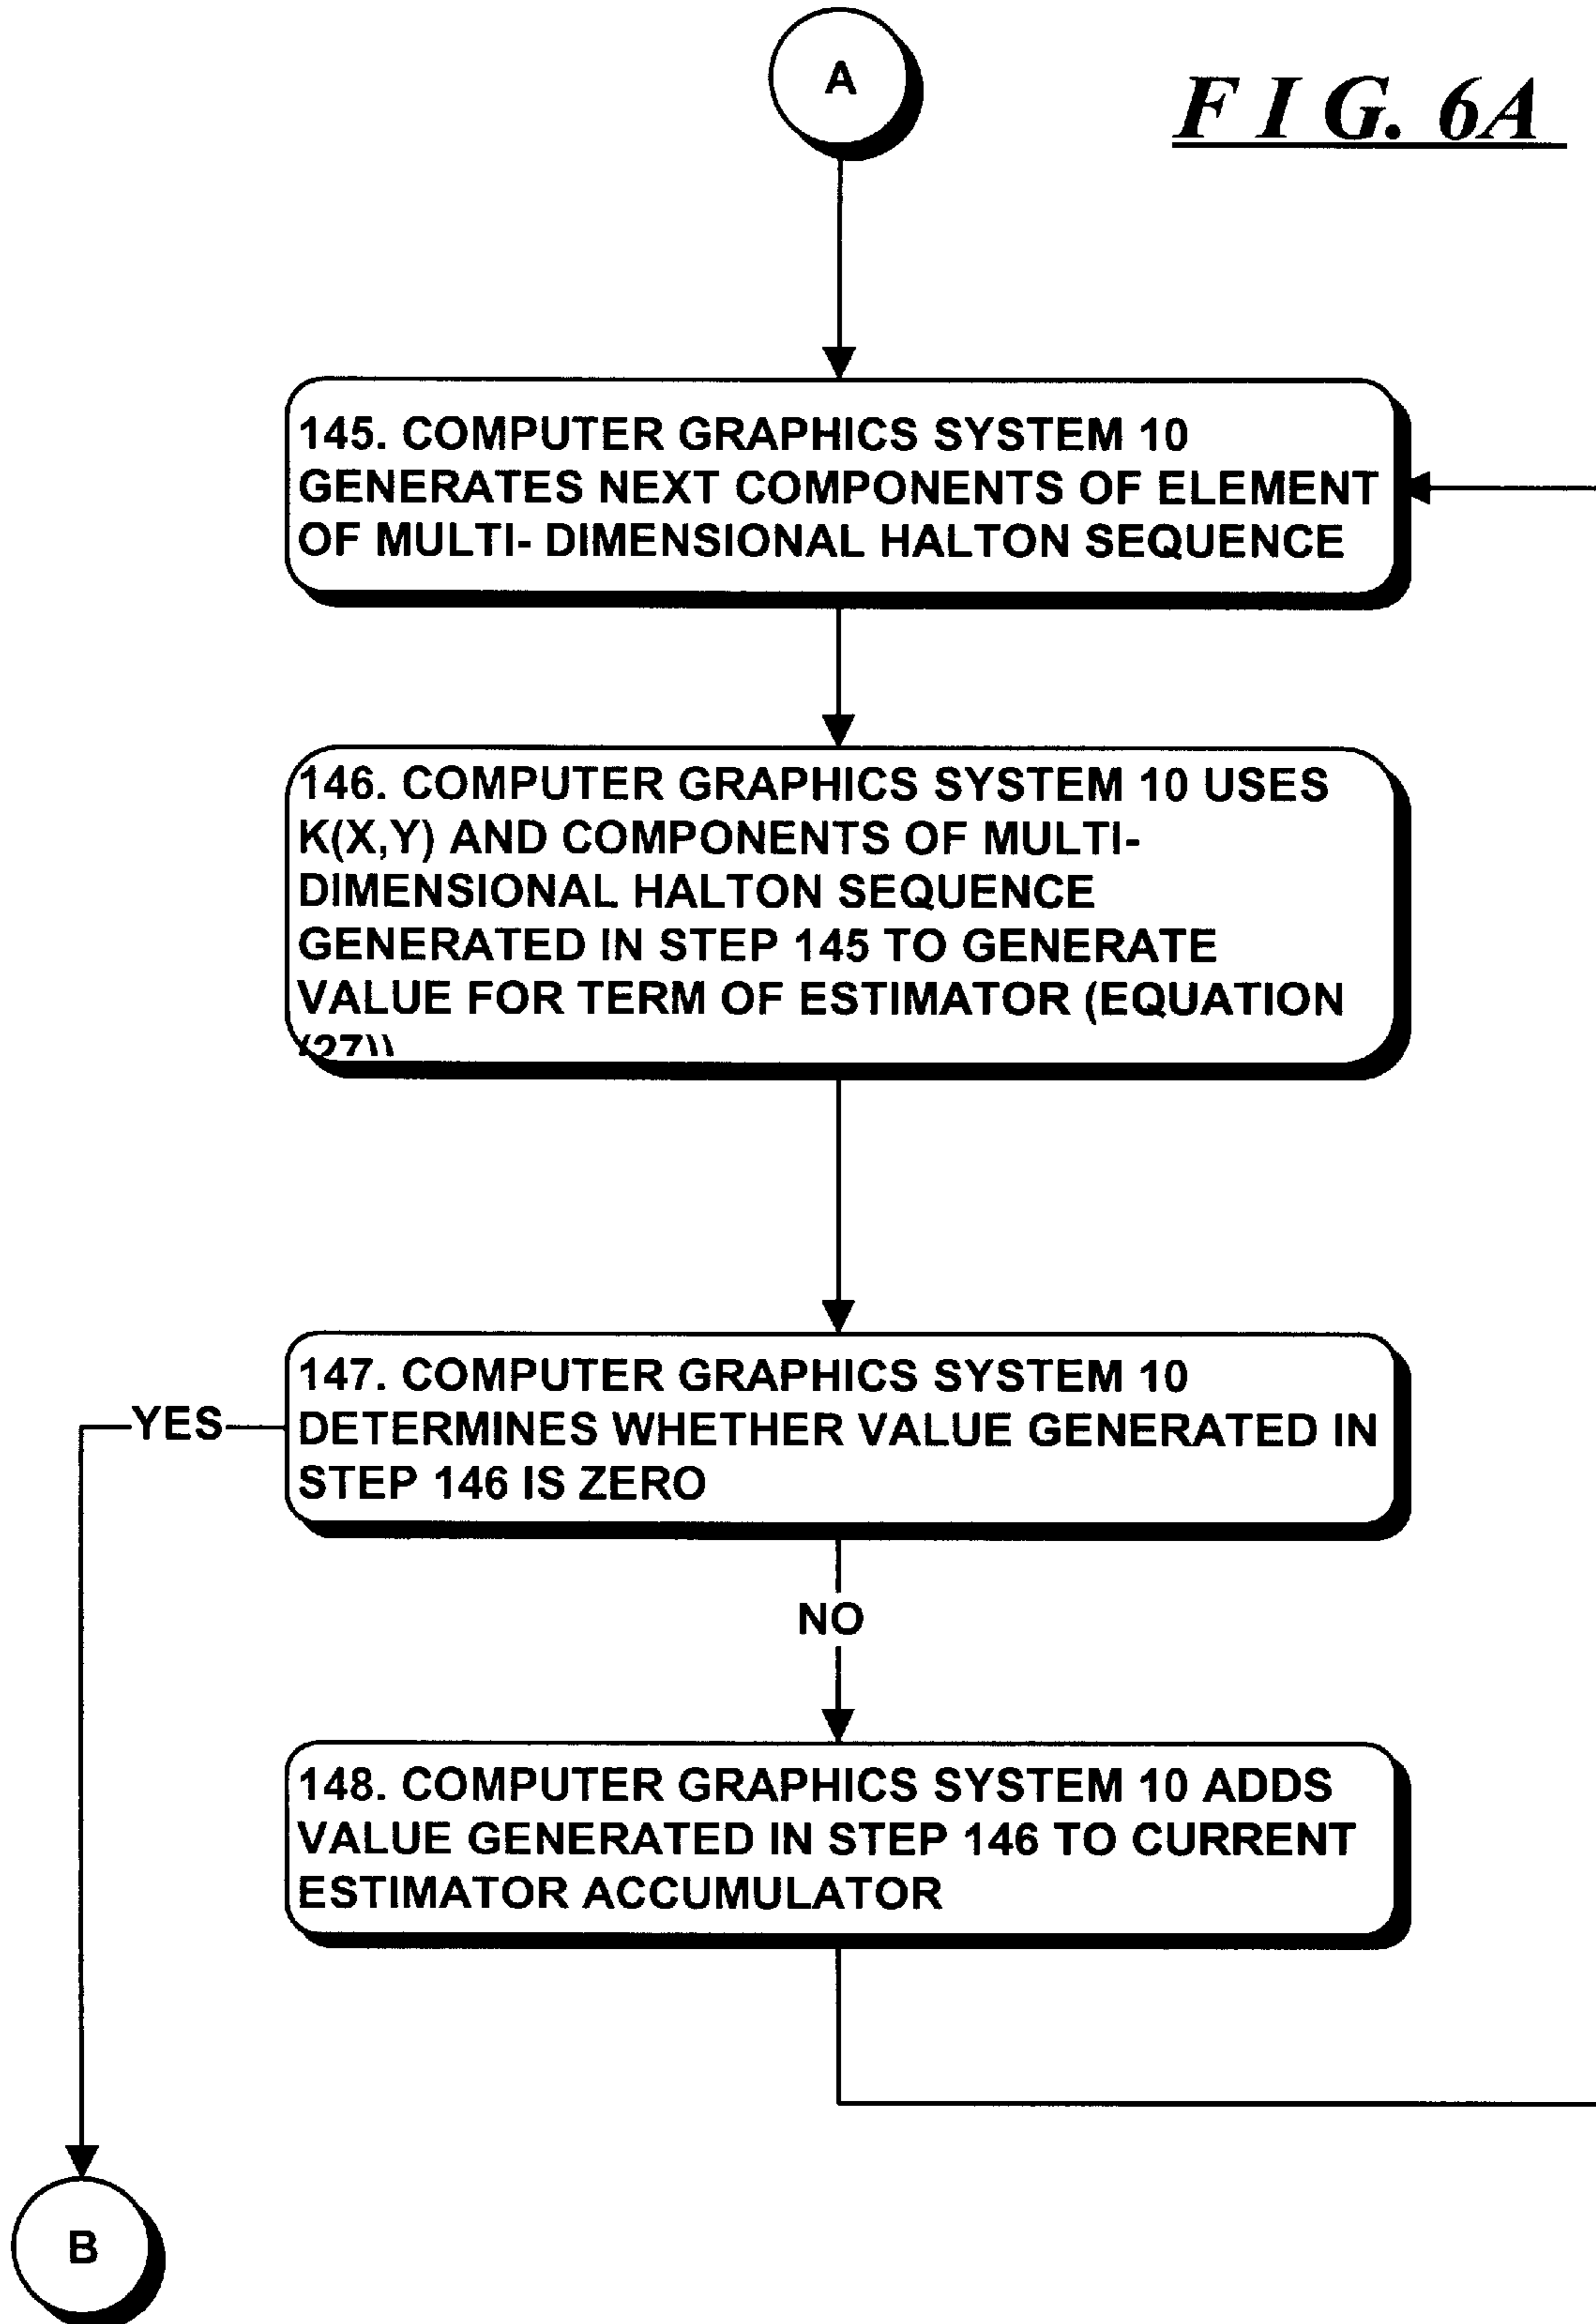 A
FIG. 6A
145. COMPUTER GRAPHICS SYSTEM 10
GENERATES NEXT COMPONENTS OF ELEMENT
OF MULTI- DIMENSIONAL HALTON SEQUENCE
146. COMPUTER GRAPHICS SYSTEM 10 USES
K(X,Y) AND COMPONENTS OF MULTI-
DIMENSIONAL HALTON SEQUENCE
GENERATED IN STEP 145 TO GENERATE
VALUE FOR TERM OF ESTIMATOR (EQUATION
(27))
147. COMPUTER GRAPHICS SYSTEM 10
DETERMINES WHETHER VALUE GENERATED IN
STEP 146 IS ZERO
YES
NO
148. COMPUTER GRAPHICS SYSTEM 10 ADDS
VALUE GENERATED IN STEP 146 TO CURRENT
ESTIMATOR ACCUMULATOR
B